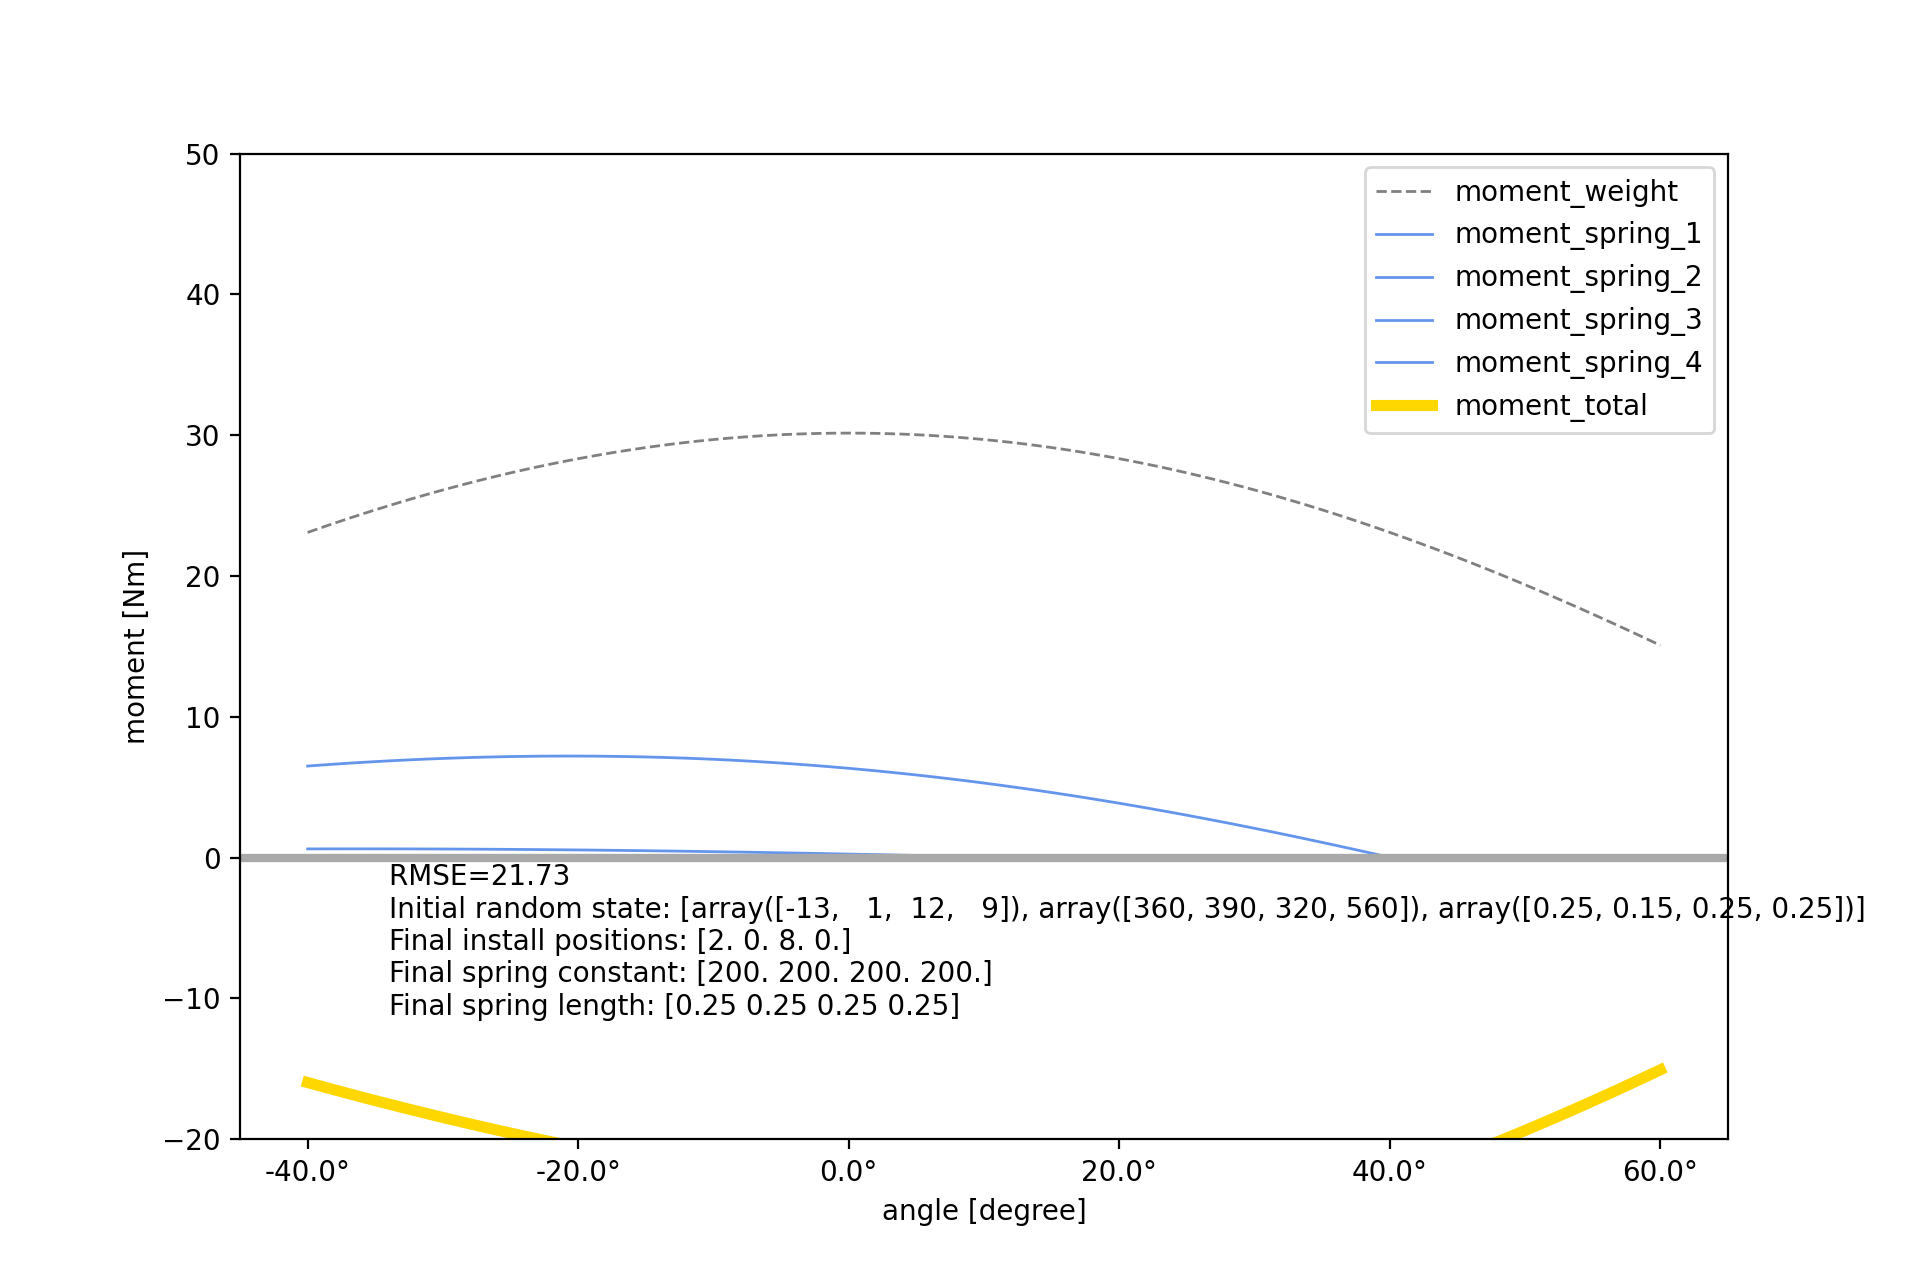 50
40
30
20
10
0
−10
−20
moment [Nm]
moment_weight
moment_spring_1
moment_spring_2
moment_spring_3
moment_spring_4
moment_total
RMSE=21.73
Initial random state: [array([-13,   1,  12,   9]), array([360, 390, 320, 560]), array([0.25, 0.15, 0.25, 0.25])]
Final install positions: [2. 0. 8. 0.]
Final spring constant: [200. 200. 200. 200.]
Final spring length: [0.25 0.25 0.25 0.25]
-40.0° -20.0° 0.0° 20.0° 40.0° 60.0°
angle [degree]